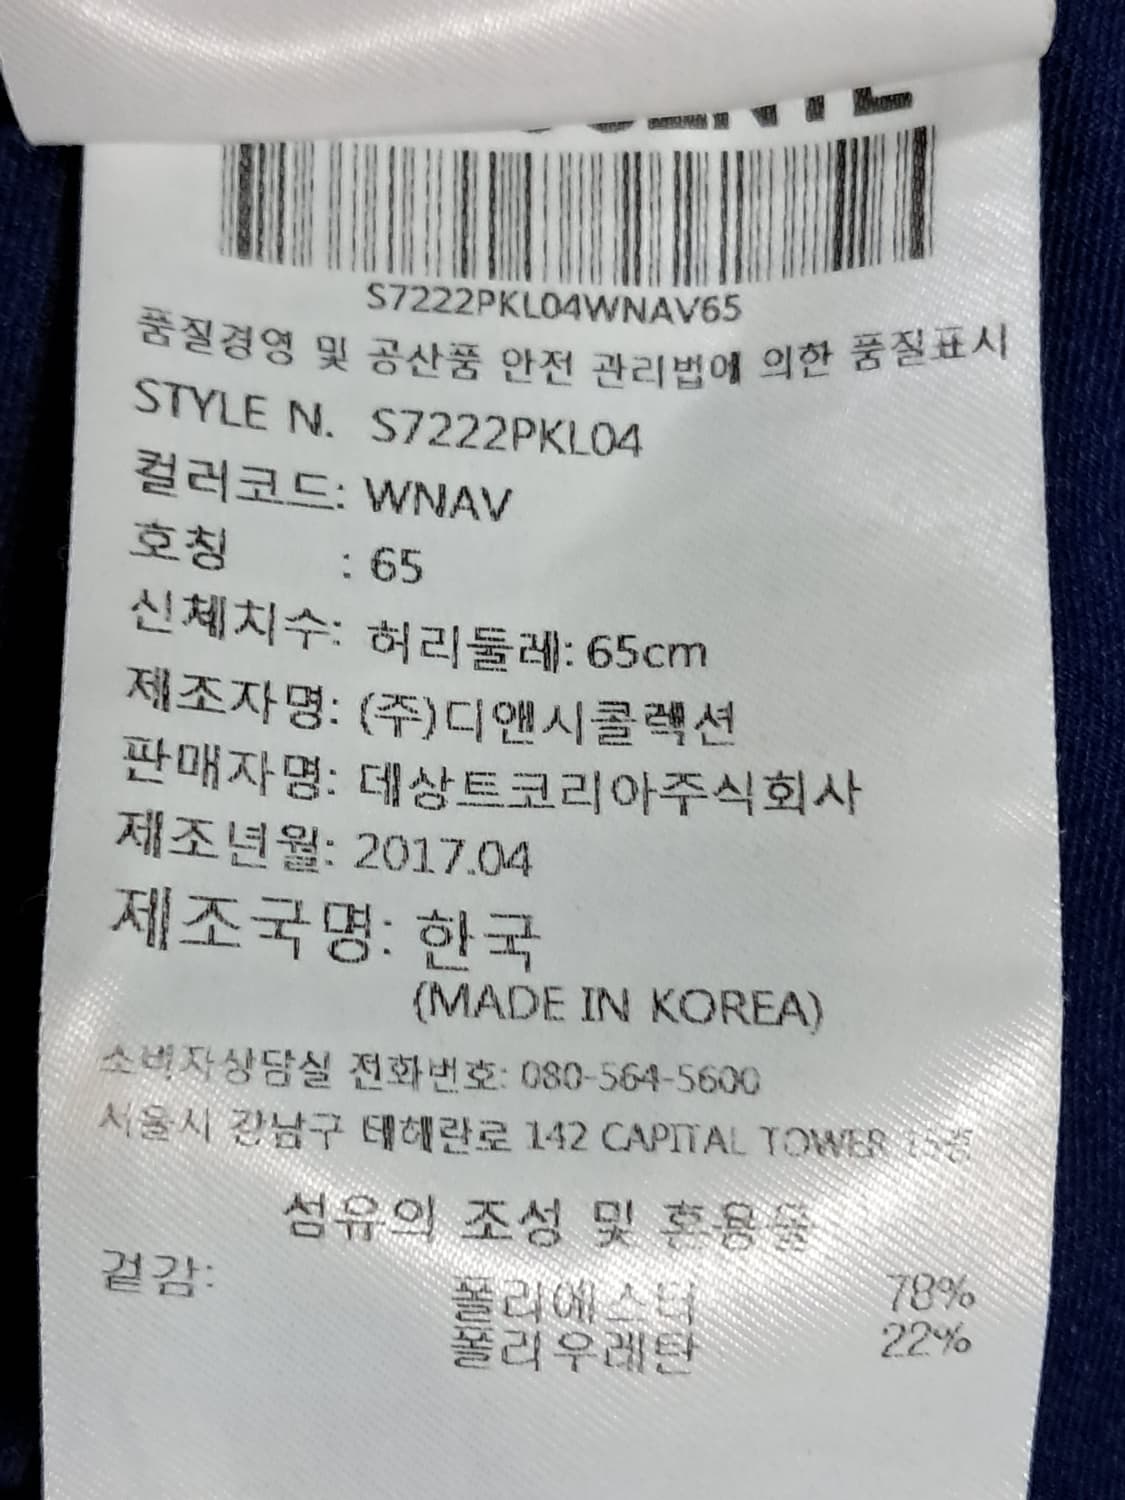 S7222PKL04WNAV65
품질경영 및 공산품 안전 관리법에 의한 품질표시
STYLE N. S7222PKL04
컬러코드: WNAV
호칭 : 65
신체치수: 허리둘레: 65cm
제조자명: (주)디앤시콜렉션
판매자명: 데상트코리아주식회사
제조년월: 2017.04
제조국명: 한국
(MADE IN KOREA)
소비자상담실 전화번호: 080-564-5600
서울시 강남구 테헤란로 142 CAPITAL TOWER 15층
섬유의 조성 및 혼용율
겉감:
폴리에스터 78%
폴리우레탄 22%